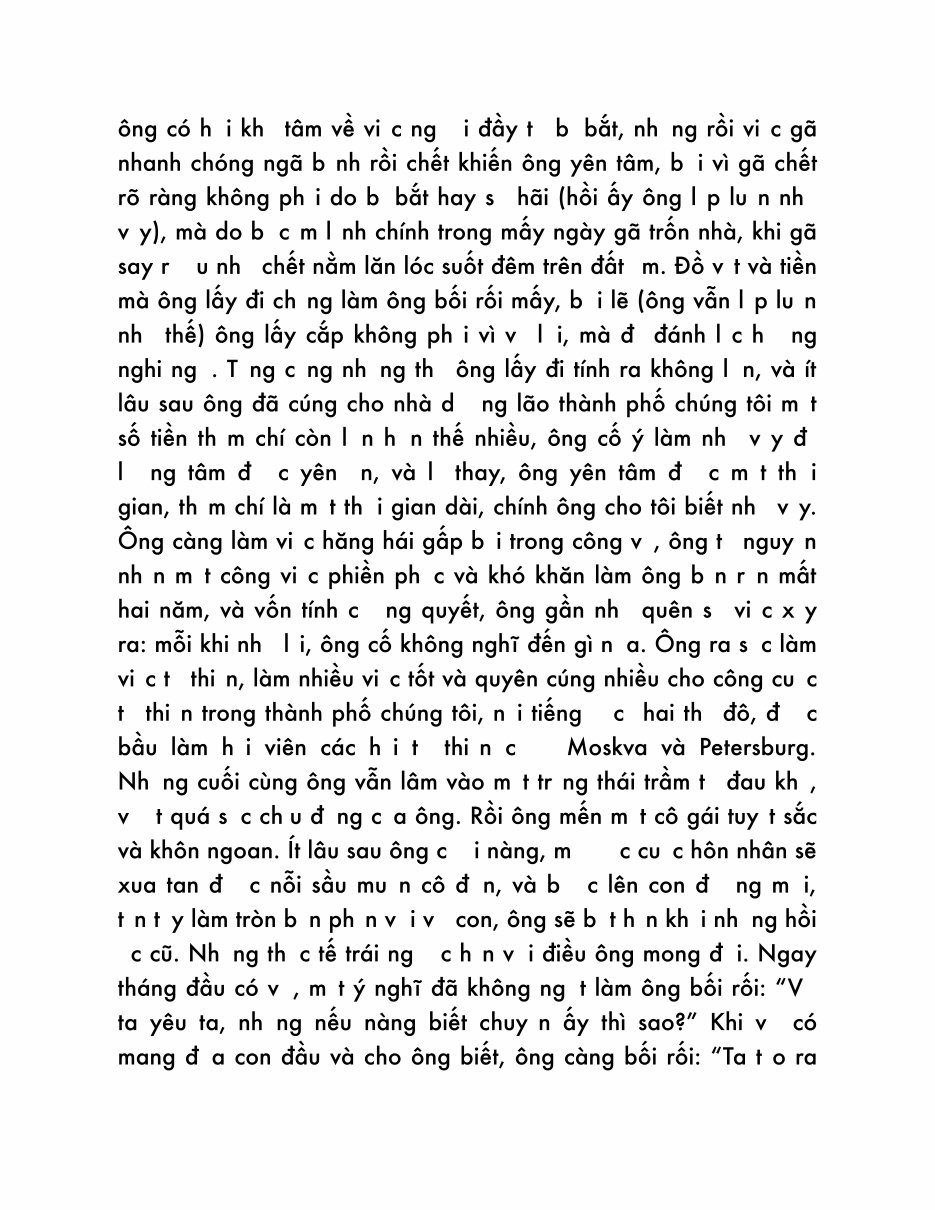 ông có h i kh  tâm về vi c ng  i đầy t  b  bắt, nh ng rồi vi c gã
nhanh chóng ngã b nh rồi chết khiến ông yên tâm, b i vì gã chết
rõ ràng không ph i do b  bắt hay s  hãi (hồi ấy ông l p lu n nh
v y), mà do b  c m l nh chính trong mấy ngày gã trốn nhà, khi gã
say r  u nh  chết nằm lăn lóc suốt đêm trên đất  m. Đồ v t và tiền
mà ông lấy đi ch ng làm ông bối rối mấy, b i lẽ (ông vẫn l p lu n
nh  thế) ông lấy cắp không ph i vì v  l i, mà đ  đánh l c h  ng
nghi ng . T ng c ng nh ng th  ông lấy đi tính ra không l n, và ít
lâu sau ông đã cúng cho nhà d  ng lão thành phố chúng tôi m t
số tiền th m chí còn l n h n thế nhiều, ông cố ý làm nh  v y đ
l  ng tâm đ  c yên  n, và l  thay, ông yên tâm đ  c m t th i
gian, th m chí là m t th i gian dài, chính ông cho tôi biết nh  v y.
Ông càng làm vi c hăng hái gấp b i trong công v , ông t  nguy n
nh n m t công vi c phiền ph c và khó khăn làm ông b n r n mất
hai năm, và vốn tính c  ng quyết, ông gần nh  quên s  vi c x y
ra: mỗi khi nh  l i, ông cố không nghĩ đến gì n a. Ông ra s c làm
vi c t  thi n, làm nhiều vi c tốt và quyên cúng nhiều cho công cu c
t  thi n trong thành phố chúng tôi, n i tiếng   c  hai th  đô, đ  c
bầu làm h i viên các h i t  thi n c    Moskva và Petersburg.
Nh ng cuối cùng ông vẫn lâm vào m t tr ng thái trầm t  đau kh ,
v  t quá s c ch u đ ng c a ông. Rồi ông mến m t cô gái tuy t sắc
và khôn ngoan. Ít lâu sau ông c  i nàng, m    c cu c hôn nhân sẽ
xua tan đ  c nỗi sầu mu n cô đ n, và b  c lên con đ  ng m i,
t n t y làm tròn b n ph n v i v  con, ông sẽ b t h n kh i nh ng hồi
 c cũ. Nh ng th c tế trái ng  c h n v i điều ông mong đ i. Ngay
tháng đầu có v , m t ý nghĩ đã không ng t làm ông bối rối: “V
ta yêu ta, nh ng nếu nàng biết chuy n ấy thì sao?” Khi v  có
mang đ a con đầu và cho ông biết, ông càng bối rối: “Ta t o ra